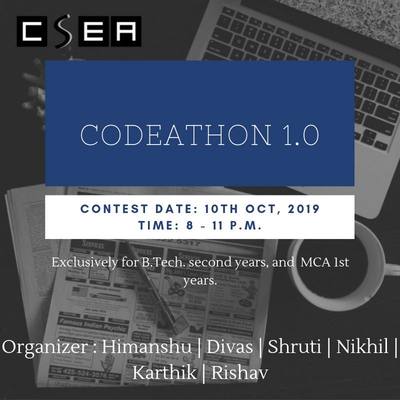 CSEA
CODEATHON 1.0
CONTEST DATE: 10TH OCT, 2019
TIME: 8 - 11 P.M.
Exclusively for B.Tech. second years, and MCA 1st
years.
Organizer : Himanshu | Divas | Shruti | Nikhil |
Karthik | Rishav